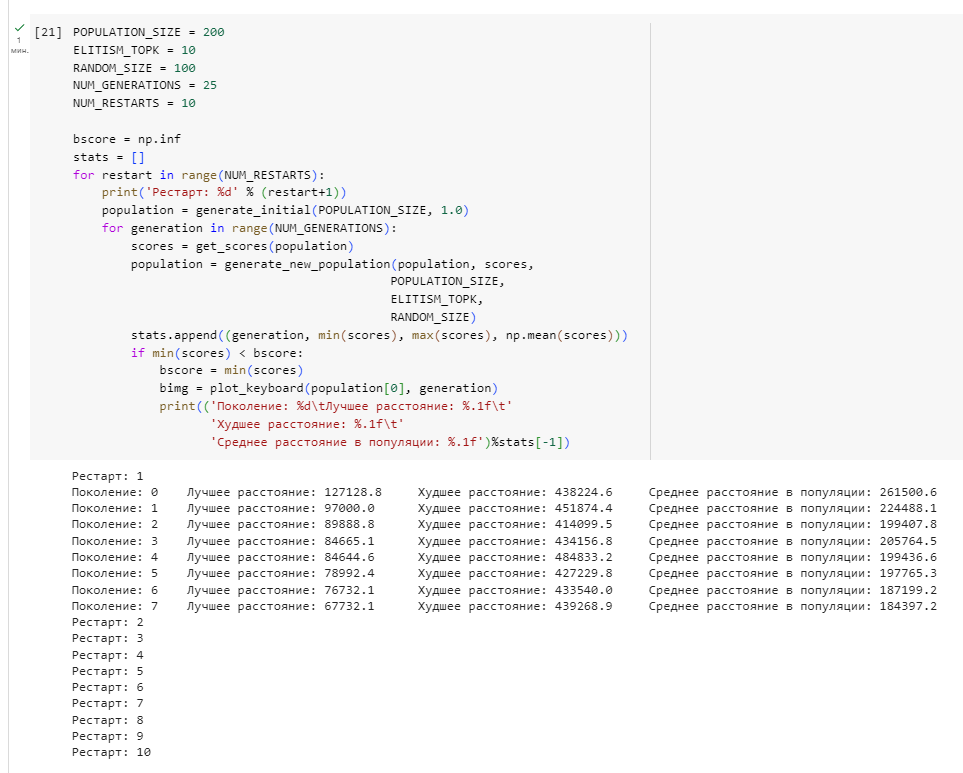 [21] POPULATION_SIZE = 200
1
мин.
ELITISM_TOPK = 10
RANDOM_SIZE = 100
NUM_GENERATIONS = 25
NUM_RESTARTS = 10
bscore = np.inf
stats = []
for restart in range(NUM_RESTARTS):
    print('Рестарт: %d' % (restart+1))
    population = generate_initial(POPULATION_SIZE, 1.0)
    for generation in range(NUM_GENERATIONS):
        scores = get_scores(population)
        population = generate_new_population(population, scores,
                                            POPULATION_SIZE,
                                            ELITISM_TOPK,
                                            RANDOM_SIZE)
        stats.append((generation, min(scores), max(scores), np.mean(scores)))
        if min(scores) < bscore:
            bscore = min(scores)
            bimg = plot_keyboard(population[0], generation)
            print(('Поколение: %d\tЛучшее расстояние: %.1f\t'
                   'Худшее расстояние: %.1f\t'
                   'Среднее расстояние в популяции: %.1f')%stats[-1])
Рестарт: 1
Поколение: 0    Лучшее расстояние: 127128.8     Худшее расстояние: 438224.6     Среднее расстояние в популяции: 261500.6
Поколение: 1    Лучшее расстояние: 97000.0      Худшее расстояние: 451874.4     Среднее расстояние в популяции: 224488.1
Поколение: 2    Лучшее расстояние: 89888.8      Худшее расстояние: 414099.5     Среднее расстояние в популяции: 199407.8
Поколение: 3    Лучшее расстояние: 84665.1      Худшее расстояние: 434156.8     Среднее расстояние в популяции: 205764.5
Поколение: 4    Лучшее расстояние: 84644.6      Худшее расстояние: 484833.2     Среднее расстояние в популяции: 199436.6
Поколение: 5    Лучшее расстояние: 78992.4      Худшее расстояние: 427229.8     Среднее расстояние в популяции: 197765.3
Поколение: 6    Лучшее расстояние: 76732.1      Худшее расстояние: 433540.0     Среднее расстояние в популяции: 187199.2
Поколение: 7    Лучшее расстояние: 67732.1      Худшее расстояние: 439268.9     Среднее расстояние в популяции: 184397.2
Рестарт: 2
Рестарт: 3
Рестарт: 4
Рестарт: 5
Рестарт: 6
Рестарт: 7
Рестарт: 8
Рестарт: 9
Рестарт: 10